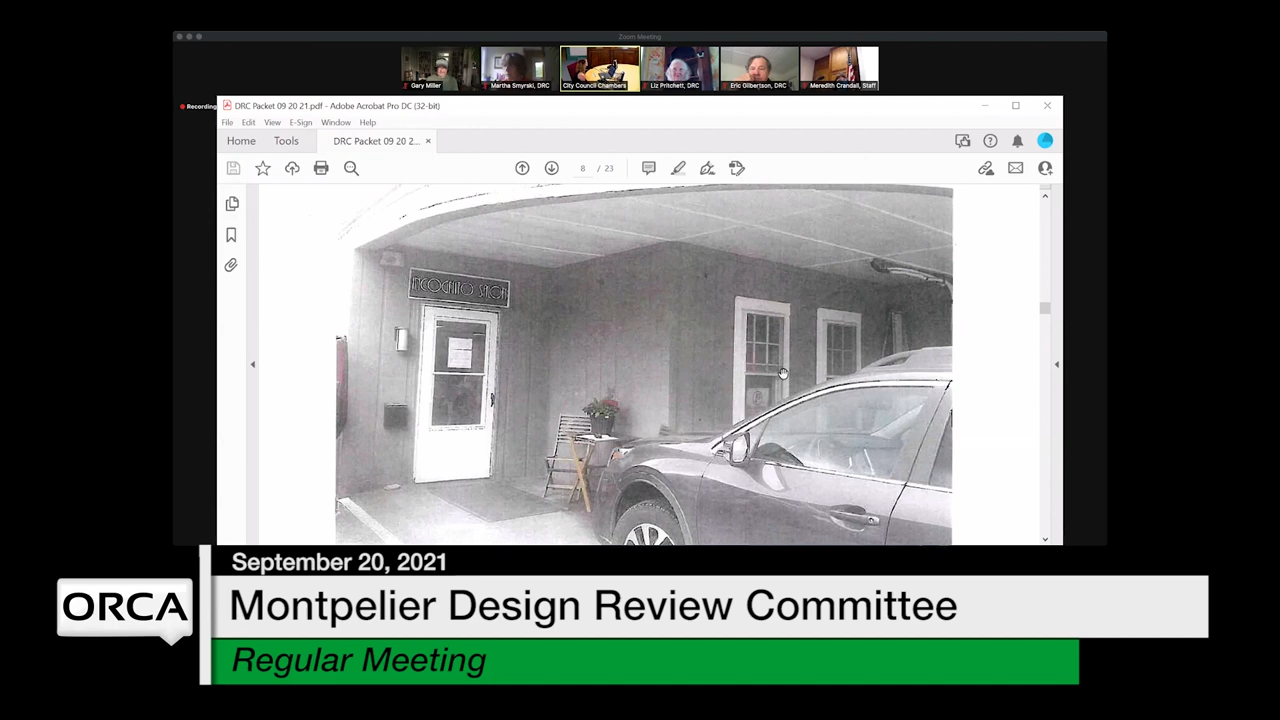 Zoom Meeting
Gary Miller
Martha Smyrski, DRC
City Council Chambers
Liz Pritchett, DRC
Eric Gilbertson, DRC
Meredith Crandall, Staff
Recording
DRC Packet 09 20 21.pdf - Adobe Acrobat Pro DC (32-bit)
File Edit View E-Sign Window Help
Home Tools DRC Packet 09 20 2... ×
8 / 23
INCOGNITO SALON
September 20, 2021
ORCA
Montpelier Design Review Committee
Regular Meeting